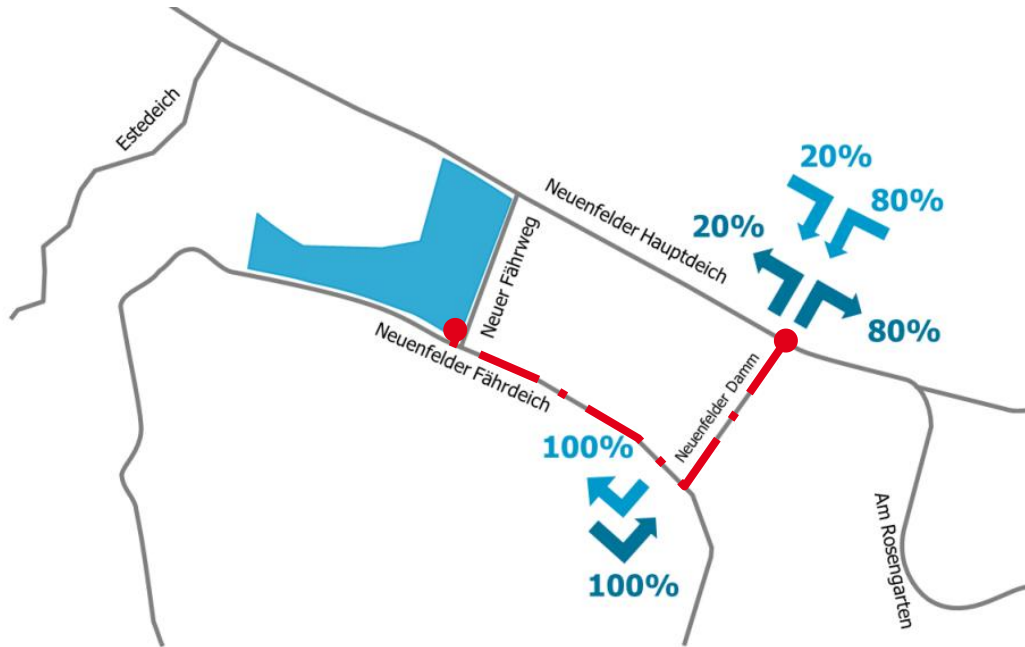 Estedeich
20%
80%
Neuenfelder Hauptdeich
20%
80%
Neuer Fährweg
Neuenfelder Fährdeich
Neuenfelder Damm
100%
100%
Am Rosengarten